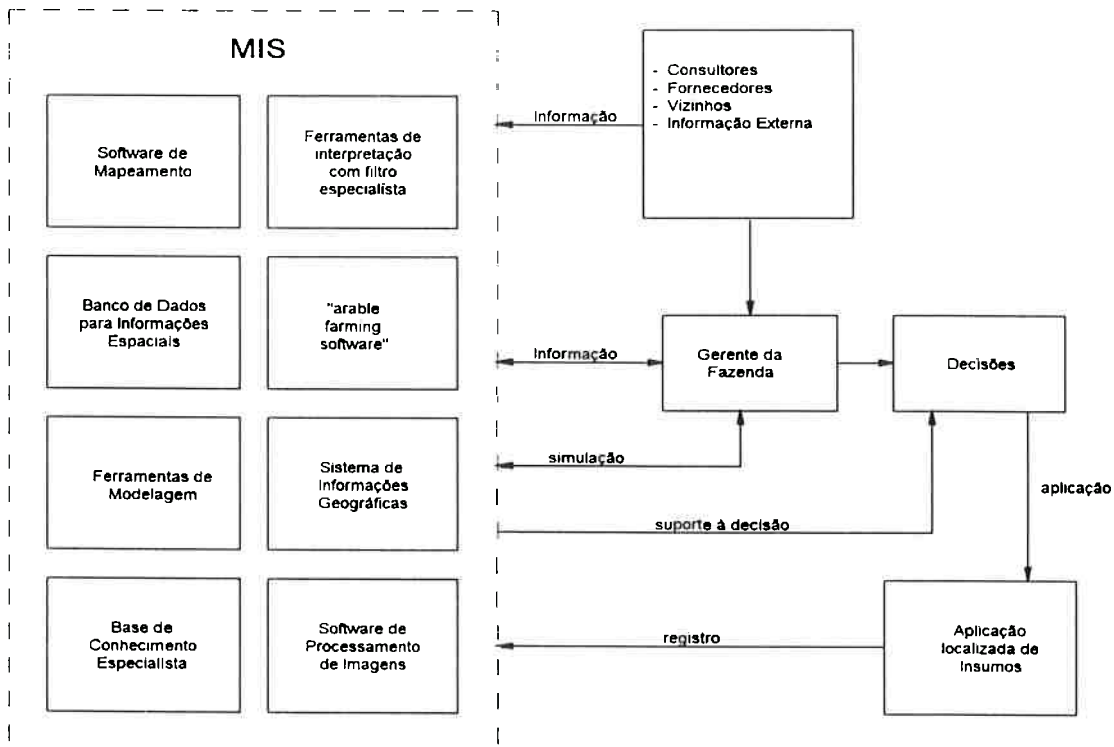 MIS
Software de
Mapeamento
Ferramentas de
interpretação
com filtro
especialista
Banco de Dados
para Informações
Espaciais
"arable
farming
software"
Ferramentas de
Modelagem
Sistema de
Informações
Geográficas
Base de
Conhecimento
Especialista
Software de
Processamento
de Imagens
- Consultores
- Fornecedores
- Vizinhos
- Informação Externa
Informação
Informação
Gerente da
Fazenda
Decisões
simulação
suporte à decisão
aplicação
registro
Aplicação
localizada de
Insumos